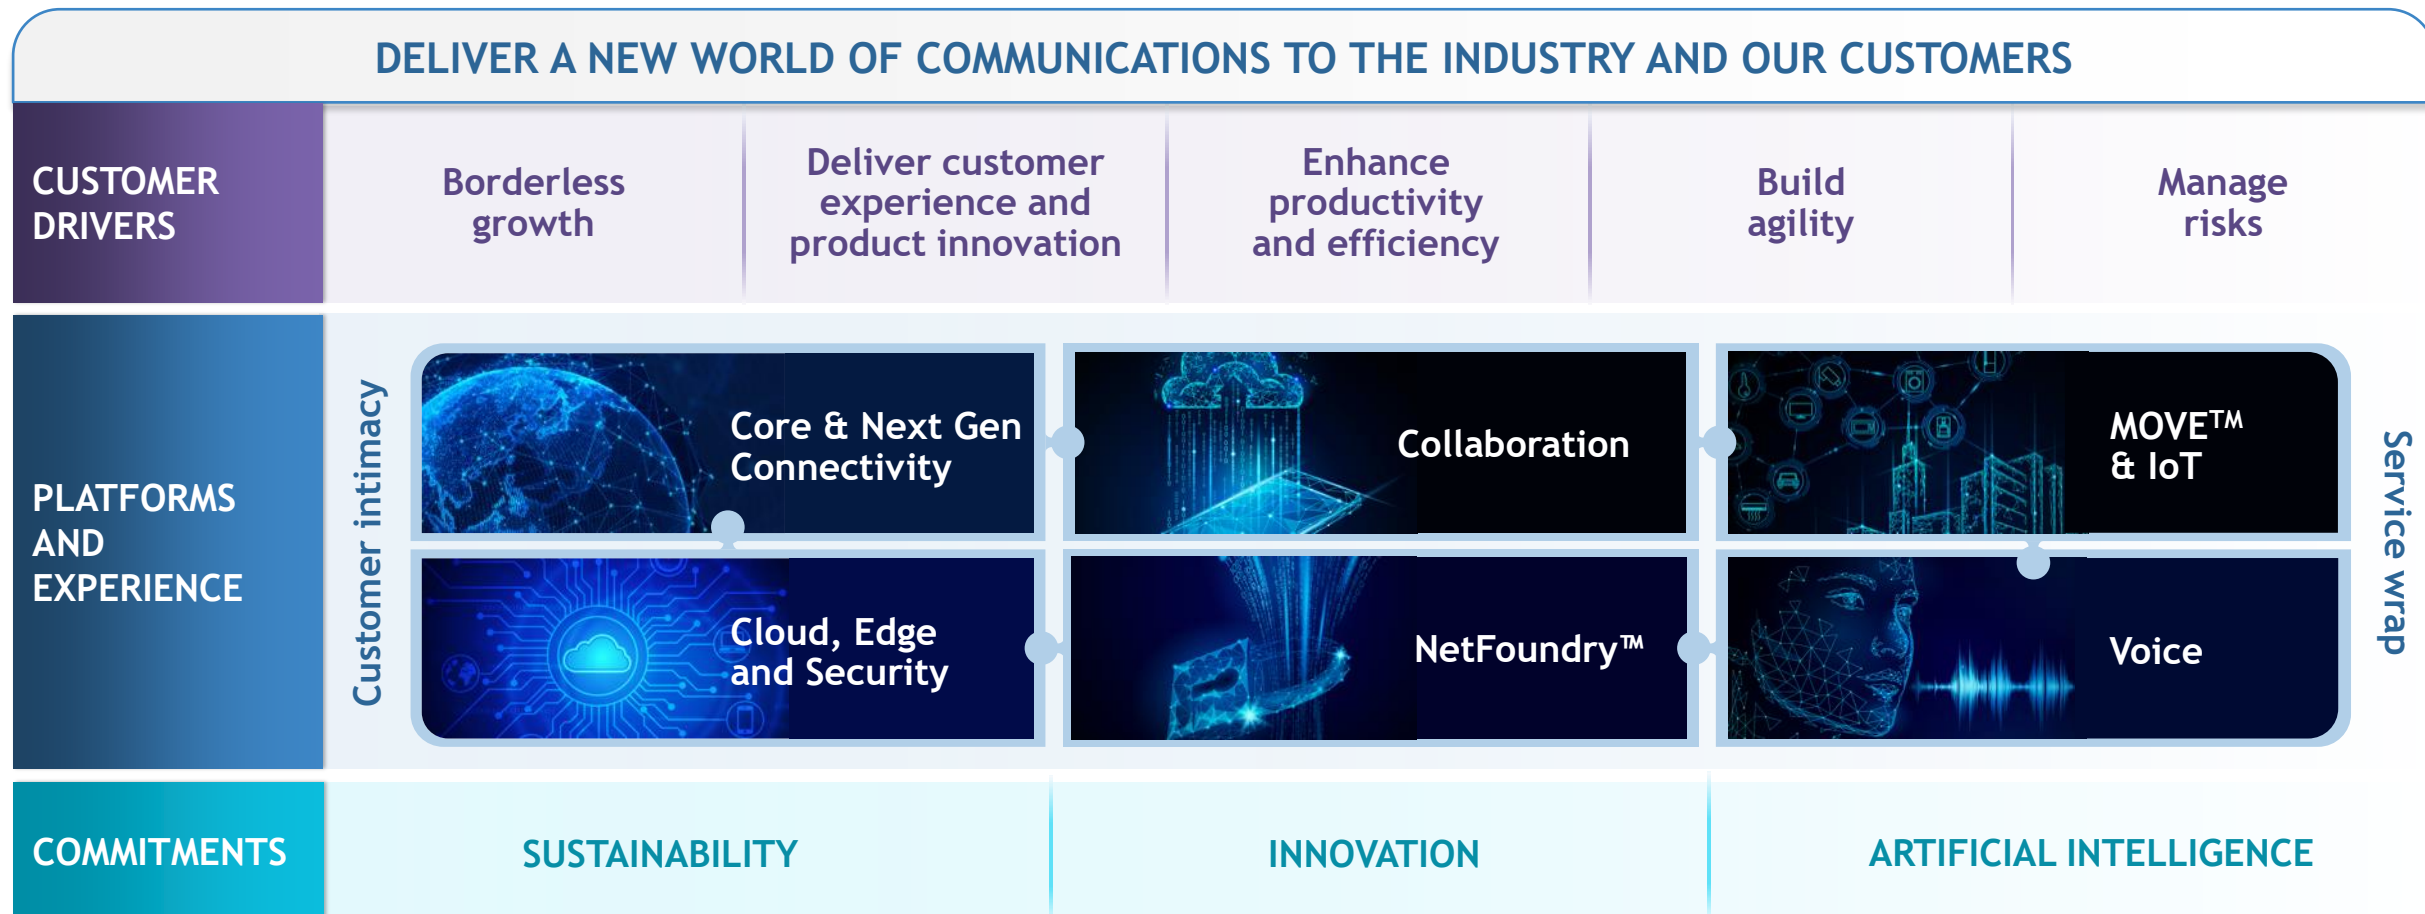 DELIVER A NEW WORLD OF COMMUNICATIONS TO THE INDUSTRY AND OUR CUSTOMERS
CUSTOMER
DRIVERS
Borderless
growth
Deliver customer
experience and
product innovation
Enhance
productivity
and efficiency
Build
agility
Manage
risks
PLATFORMS
AND
EXPERIENCE
Customer intimacy
Core & Next Gen
Connectivity
Collaboration
MOVE™
& IoT
Cloud, Edge
and Security
NetFoundry™
Voice
Service wrap
COMMITMENTS
SUSTAINABILITY
INNOVATION
ARTIFICIAL INTELLIGENCE